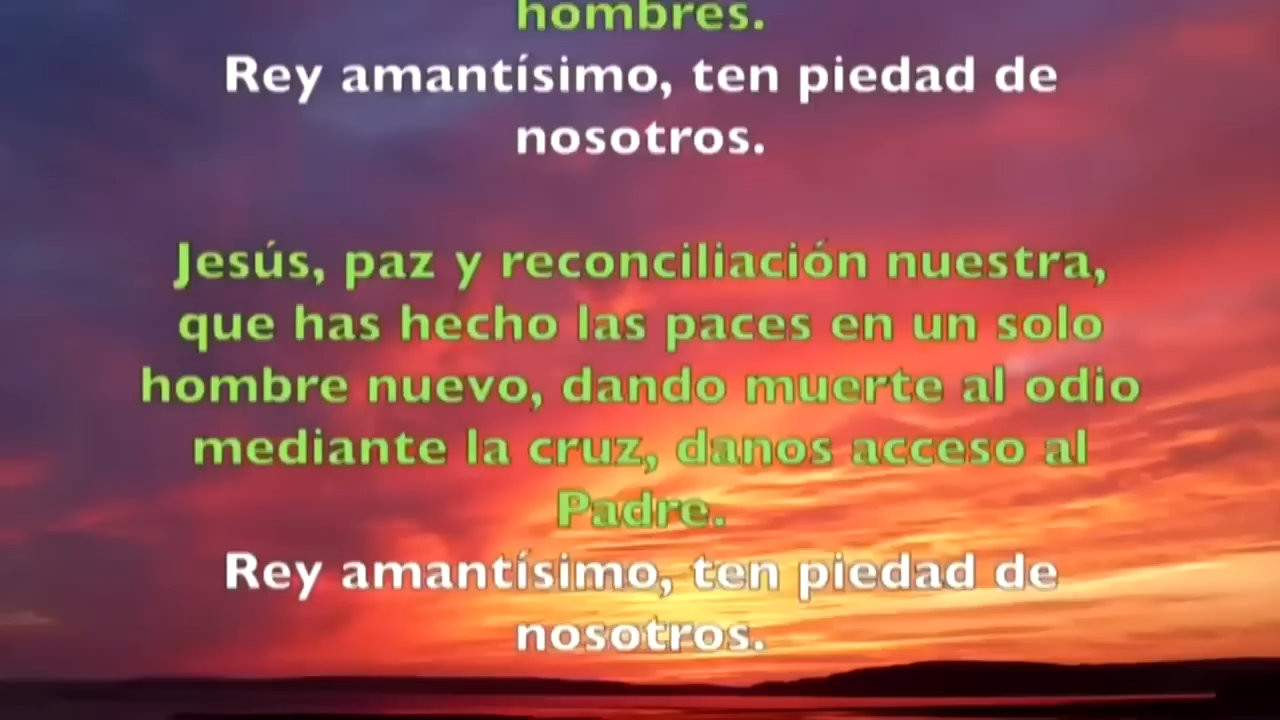 hombres.
Rey amantísimo, ten piedad de
nosotros.
Jesús, paz y reconciliación nuestra,
que has hecho las paces en un solo
hombre nuevo, dando muerte al odio
mediante la cruz, danos acceso al
Padre.
Rey amantísimo, ten piedad de
nosotros.